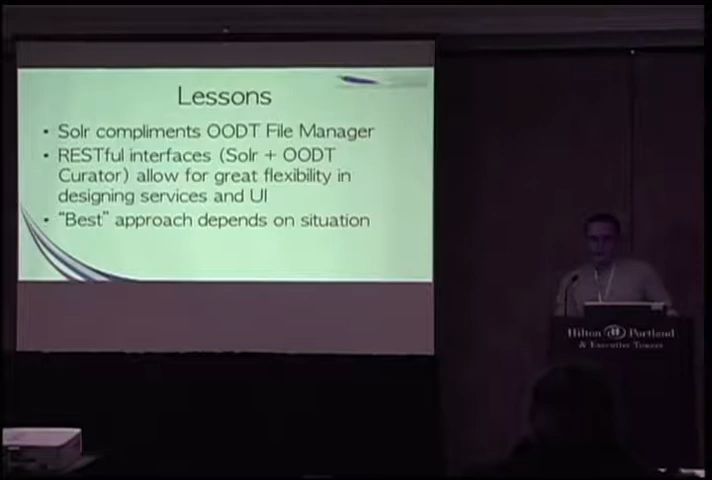 Lessons
• Solr compliments OODT File Manager
• RESTful interfaces (Solr + OODT
Curator) allow for great flexibility in
designing services and UI
• "Best" approach depends on situation
Hilton Portland
& Executive Tower